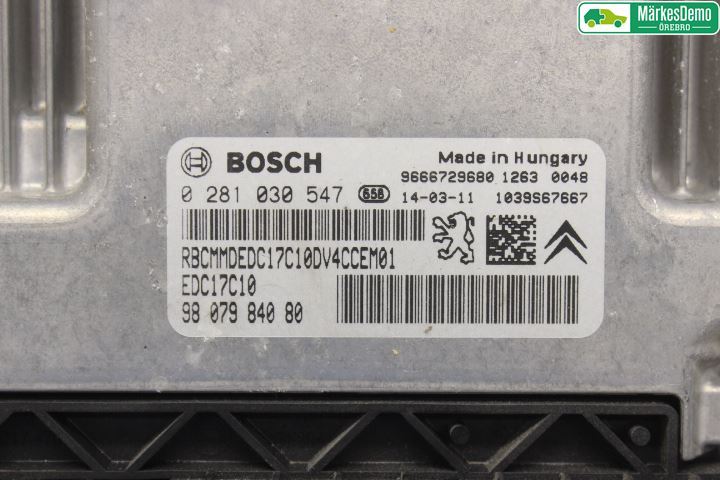 MärkesDemo
ÖREBRO
BOSCH
Made in Hungary
9666729680 1263 0048
0 281 030 547 656 14-03-11 1039S67667
RBCMMDEDC17C10DV4CCEM01
EDC17C10
98 079 840 80